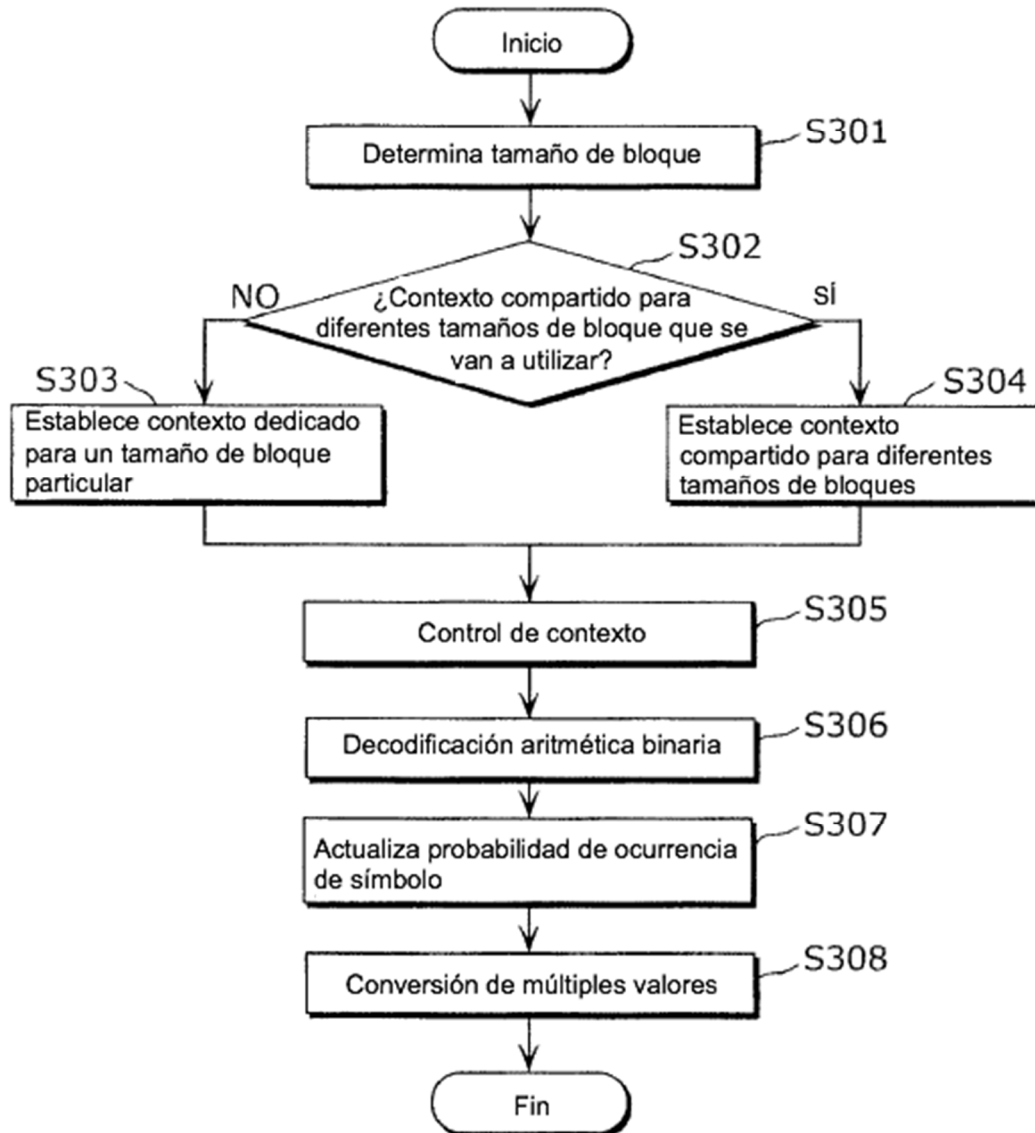 Inicio
S301
Determina tamaño de bloque
S302
NO
SÍ
¿Contexto compartido para
diferentes tamaños de bloque que se
van a utilizar?
S303
Establece contexto dedicado
para un tamaño de bloque
particular
S304
Establece contexto
compartido para diferentes
tamaños de bloques
S305
Control de contexto
S306
Decodificación aritmética binaria
S307
Actualiza probabilidad de ocurrencia
de símbolo
S308
Conversión de múltiples valores
Fin